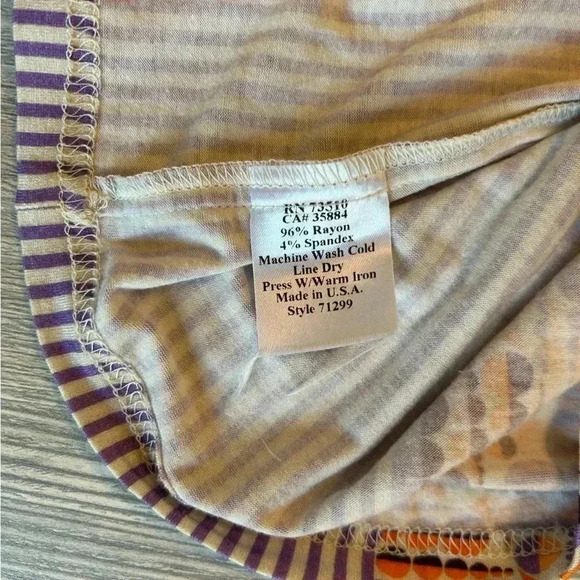 RN 73510
CA# 35884
96% Rayon
4% Spandex
Machine Wash Cold
Line Dry
Press W/Warm Iron
Made in U.S.A.
Style 71299